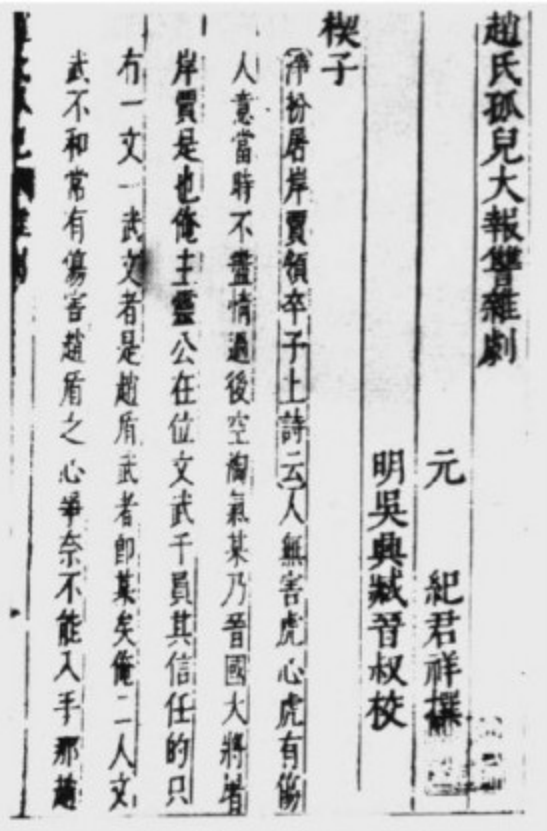 趙氏孤兒大報讐雜劇
元 紀君祥撰
明吳興臧晉叔校
楔子
淨扮屠岸賈領卒子上詩云人無害虎心虎有傷
人意當時不盡情過後空淘氣某乃晉國大將屠
岸賈是也俺主靈公在位文武千員其信任的只
有一文一武文者是趙盾武者即某矣俺二人文
武不和常有傷害趙盾之心爭奈不能入手那趙